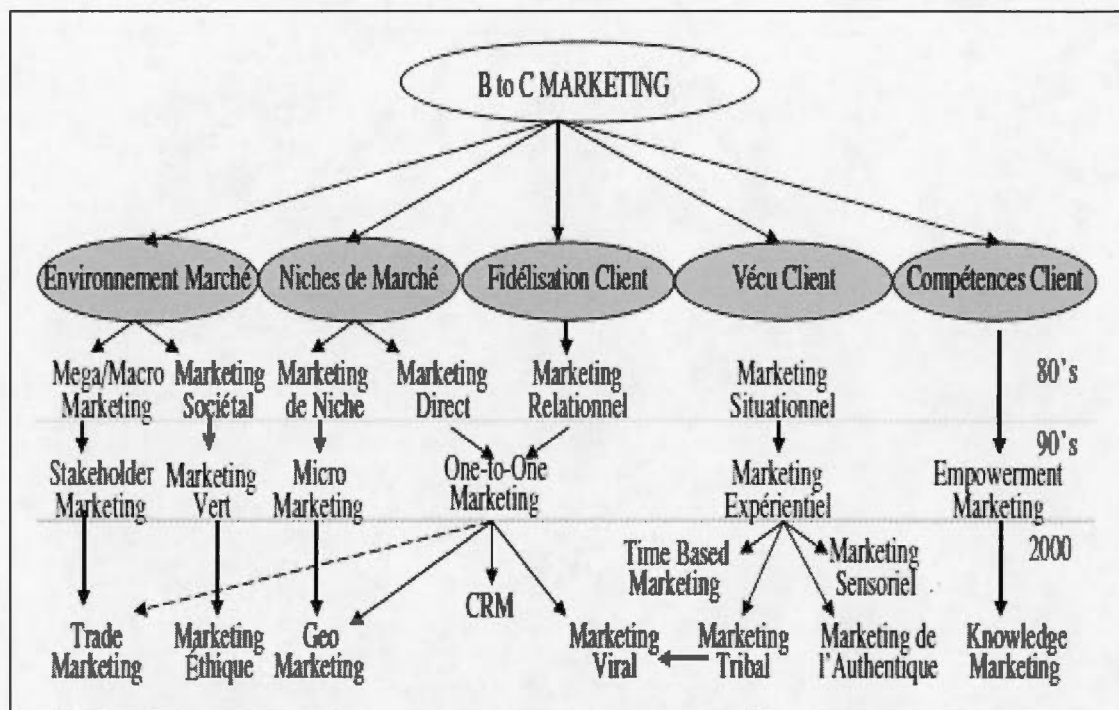 B to C MARKETING
Environnement Marché
Niches de Marché
Fidélisation Client
Vécu Client
Compétences Client
Mega/Macro
Marketing
Marketing
Sociétal
Marketing
de Niche
Marketing
Direct
Marketing
Relationnel
Marketing
Situationnel
80's
90's
Stakeholder
Marketing
Marketing
Vert
Micro
Marketing
One-to-One
Marketing
Marketing
Expérientiel
Empowerment
Marketing
2000
Time Based
Marketing
Marketing
Sensoriel
CRM
Trade
Marketing
Marketing
Éthique
Geo
Marketing
Marketing
Viral
Marketing
Tribal
Marketing de
l'Authentique
Knowledge
Marketing